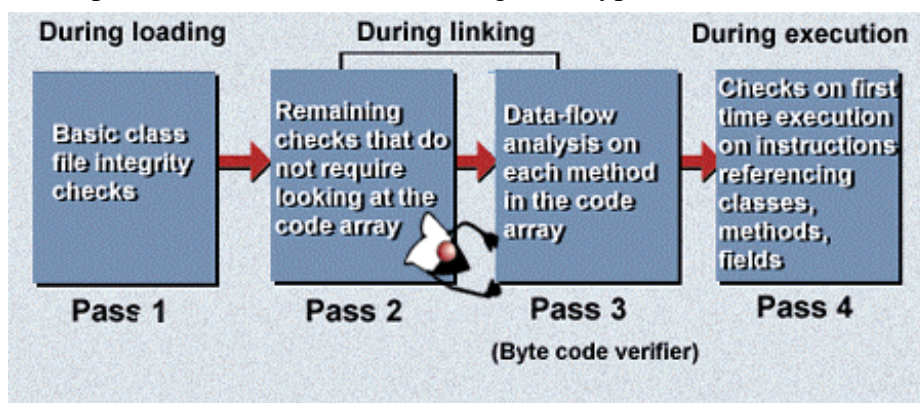 During loading
During linking
During execution
Basic class
file integrity
checks
Remaining
checks that do
not require
looking at the
code array
Data-flow
analysis on
each method
in the code
array
Checks on first
time execution
on instructions
referencing
classes,
methods,
fields
Pass 1
Pass 2
Pass 3
Pass 4
(Byte code verifier)